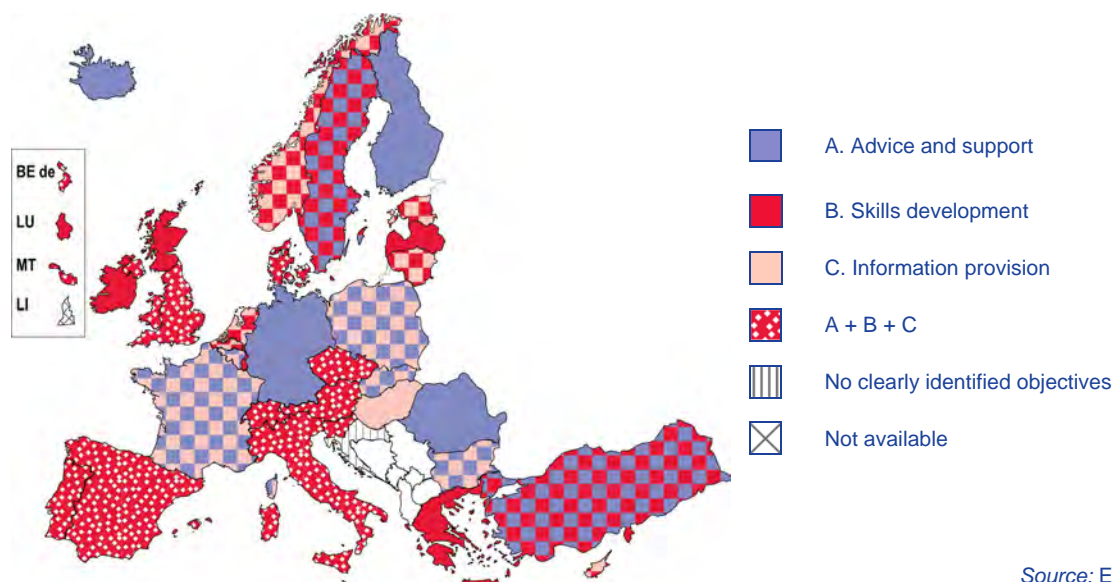 BE de
LU
MT
LI
A. Advice and support
B. Skills development
C. Information provision
A + B + C
No clearly identified objectives
Not available
Source: E